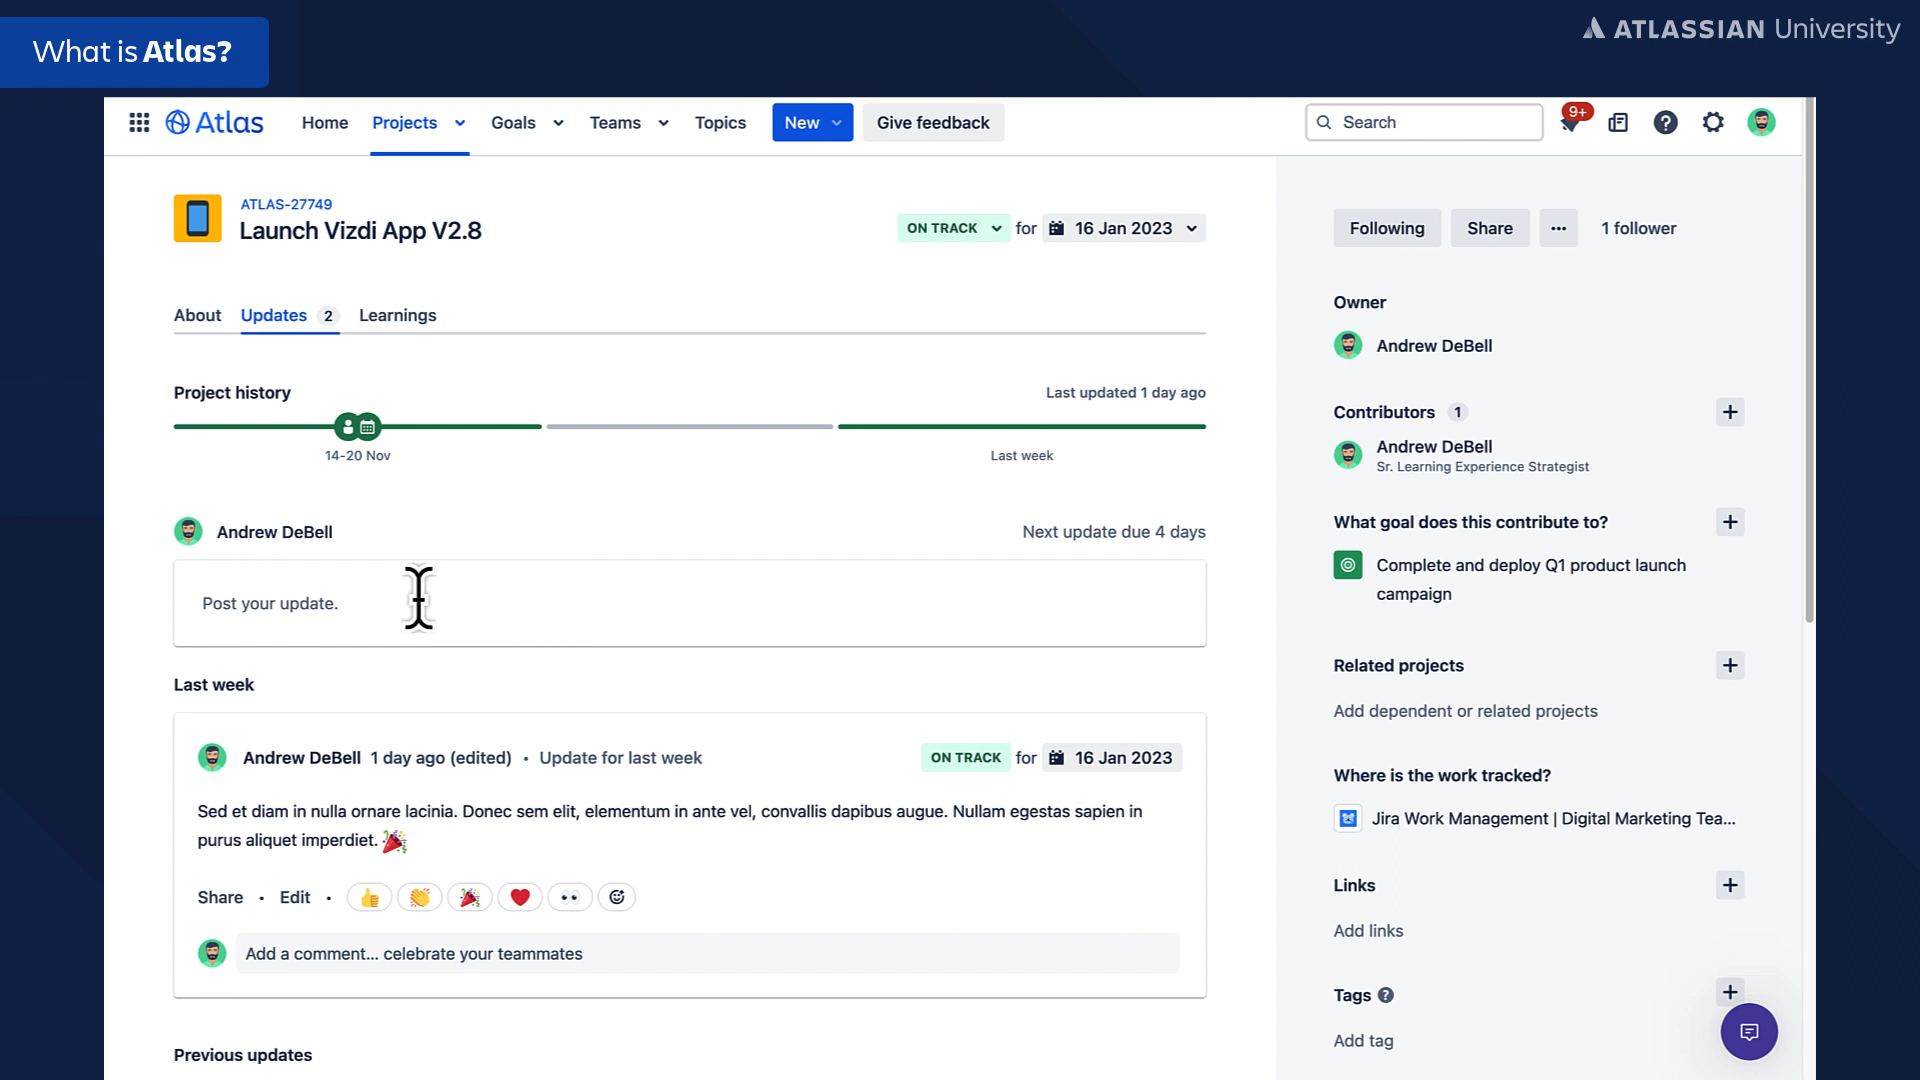 What is Atlas?
ATLASSIAN University
Atlas
Home
Projects
Goals
Teams
Topics
New
Give feedback
Search
9+
ATLAS-27749
Launch Vizdi App V2.8
ON TRACK for 16 Jan 2023
Following
Share
1 follower
About
Updates 2
Learnings
Project history
Last updated 1 day ago
14-20 Nov
Last week
Andrew DeBell
Next update due 4 days
Post your update.
Last week
Andrew DeBell 1 day ago (edited) • Update for last week
ON TRACK for 16 Jan 2023
Sed et diam in nulla ornare lacinia. Donec sem elit, elementum in ante vel, convallis dapibus augue. Nullam egestas sapien in
purus aliquet imperdiet. 🎉
Share • Edit •
Add a comment... celebrate your teammates
Previous updates
Owner
Andrew DeBell
Contributors 1
Andrew DeBell
Sr. Learning Experience Strategist
What goal does this contribute to?
Complete and deploy Q1 product launch
campaign
Related projects
Add dependent or related projects
Where is the work tracked?
Jira Work Management | Digital Marketing Tea...
Links
Add links
Tags
Add tag